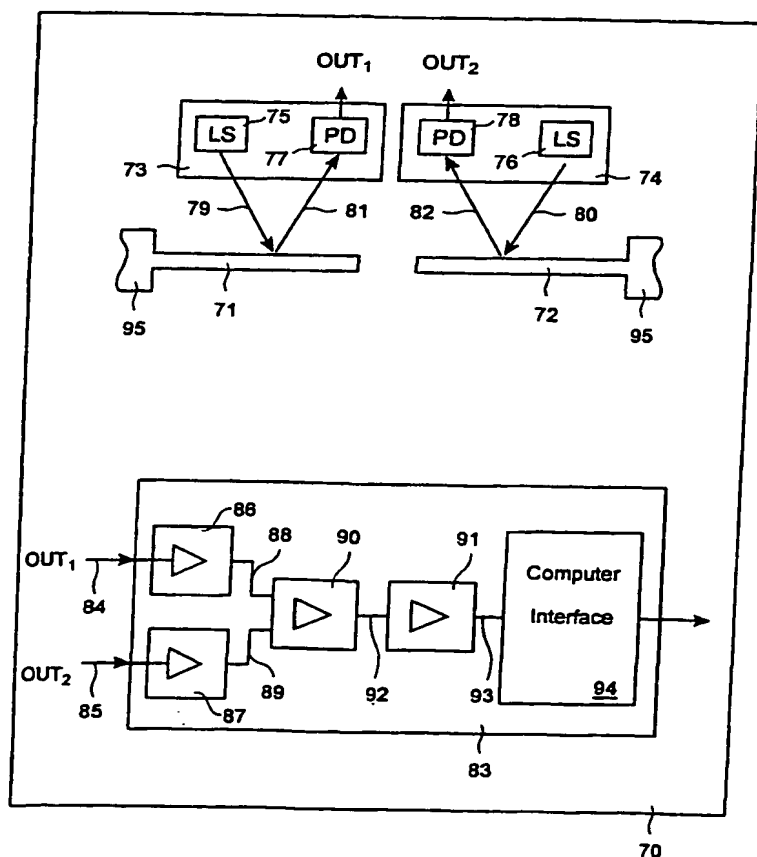 OUT1 OUT2
75 78
LS PD PD LS
73 77 76 74
79 81 82 80
71 72
95 95
86
88 90 91
OUT1
84
Computer
Interface
OUT2
85 87 89 92 93 94
83
70